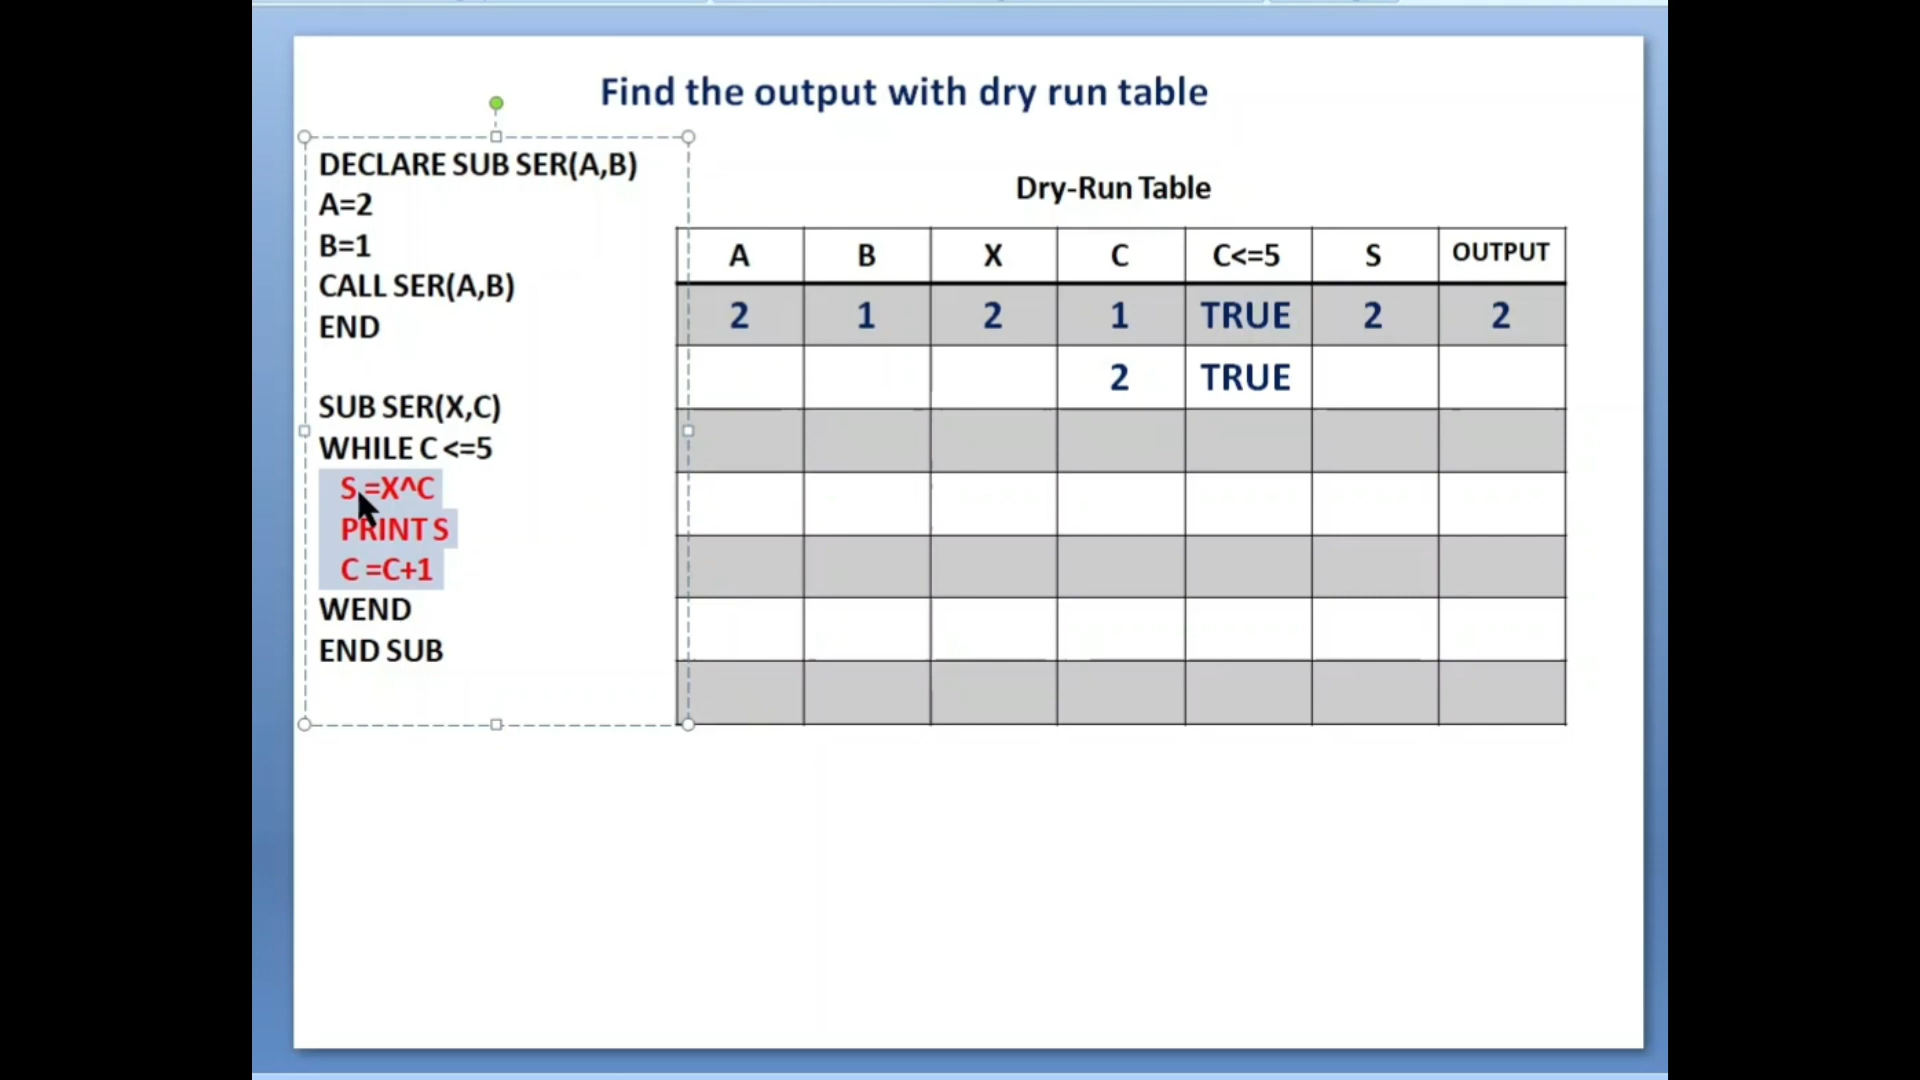 Find the output with dry run table
DECLARE SUB SER(A,B)
A=2
B=1
CALL SER(A,B)
END
SUB SER(X,C)
WHILE C <=5
S =X^C
PRINT S
C =C+1
WEND
END SUB
Dry-Run Table
A B X C C<=5 S OUTPUT
2 1 2 1 TRUE 2 2
2 TRUE